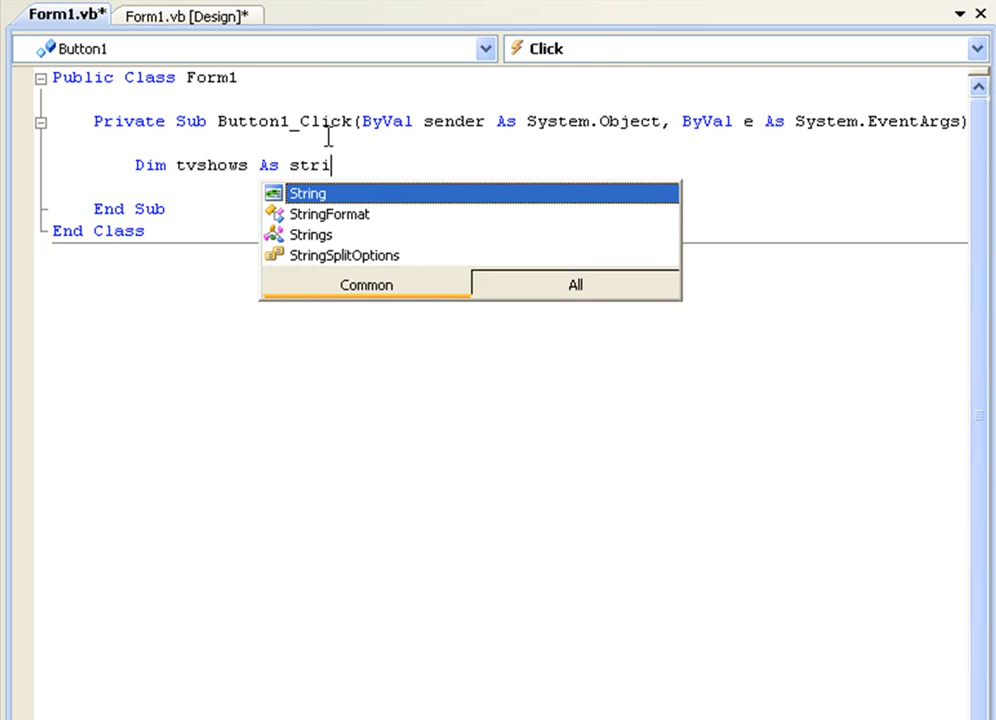 Form1.vb* Form1.vb [Design]*
Button1 Click
Public Class Form1
Private Sub Button1_Click(ByVal sender As System.Object, ByVal e As System.EventArgs)
Dim tvshows As stri
String
StringFormat
Strings
StringSplitOptions
Common All
End Sub
End Class